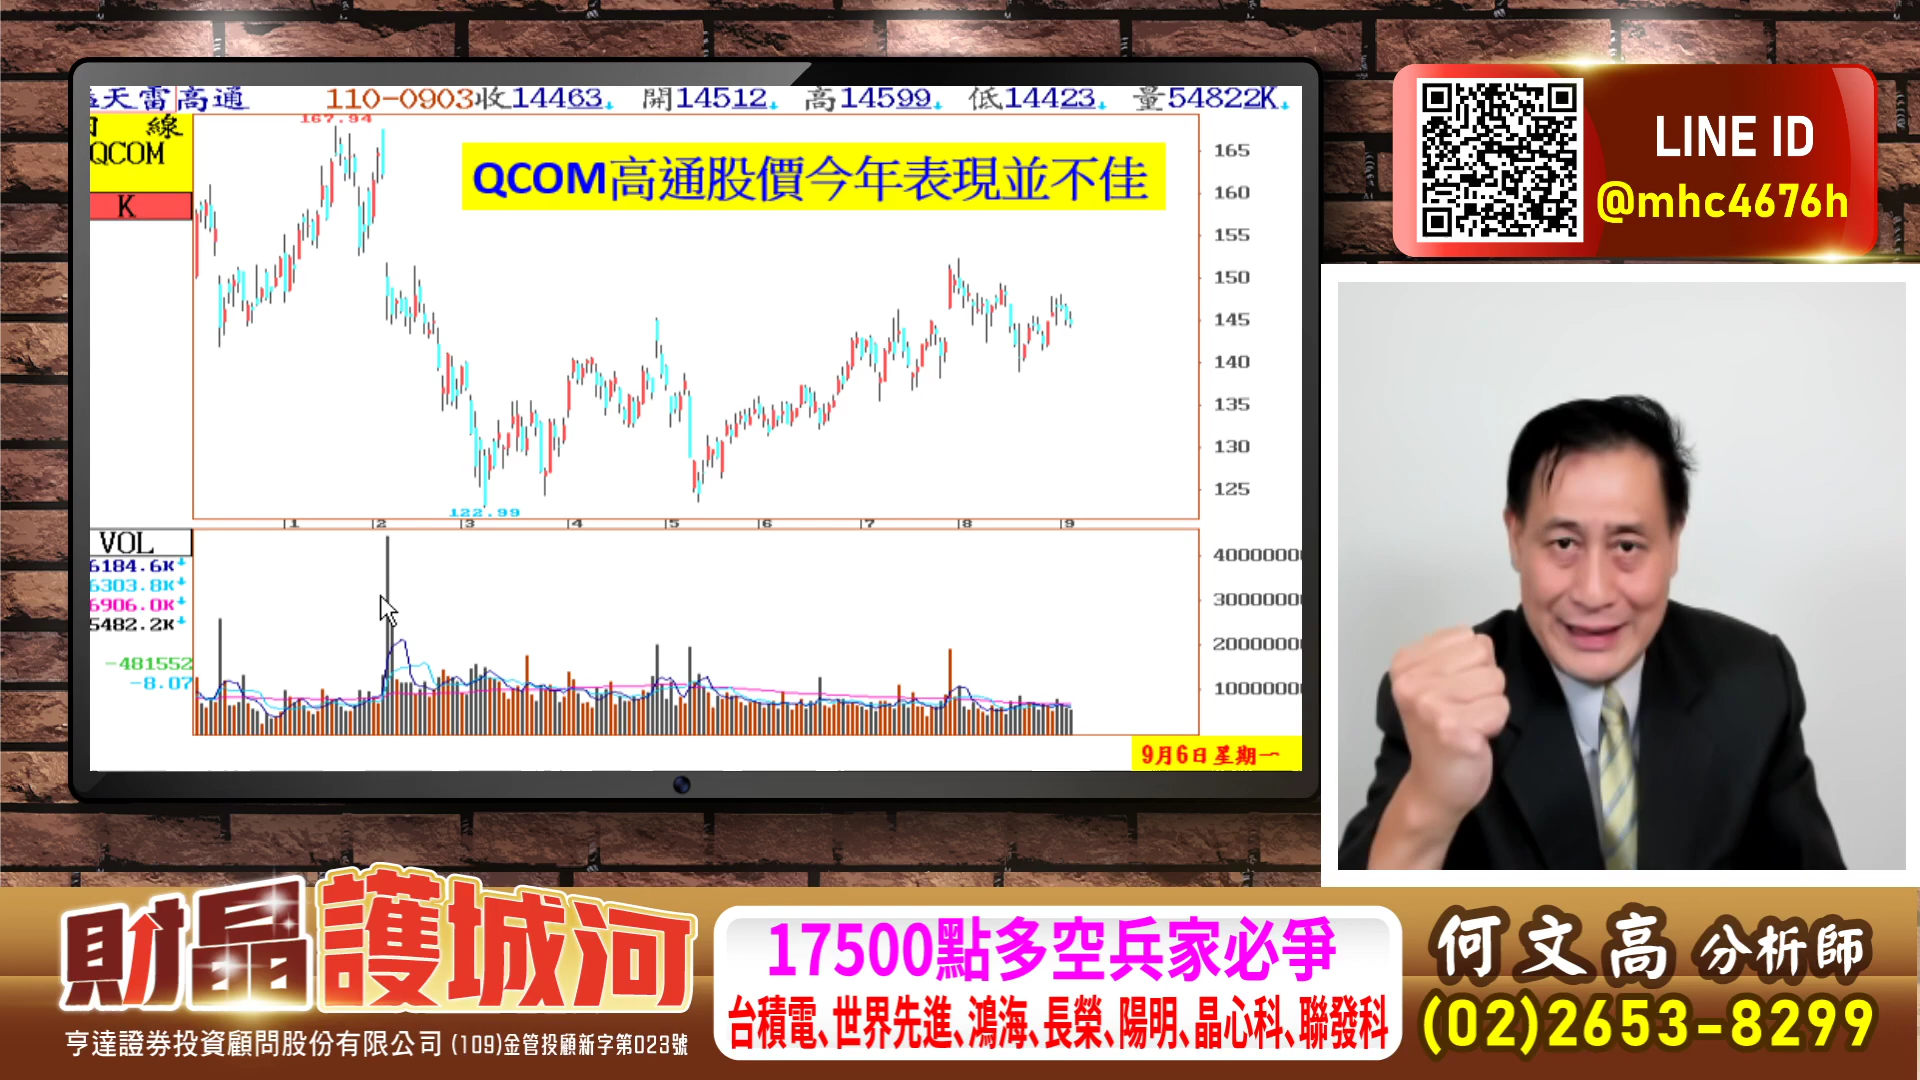 天雷高通 110-0903收14463 開14512 高14599 低14423 量54822K
日 線
QCOM
K
167.94
QCOM高通股價今年表現並不佳
165
160
155
150
145
140
135
130
125
122.99
1 2 3 4 5 6 7 8 9
VOL
6184.6K
6303.8K
6906.0K
5482.2K
-481552
-8.07
4000000
3000000
2000000
1000000
9月6日星期一
LINE ID
@mhc4676h
財晶護城河
亨達證券投資顧問股份有限公司 (109)金管投顧新字第023號
17500點多空兵家必爭
台積電、世界先進、鴻海、長榮、陽明、晶心科、聯發科
何文高 分析師
(02)2653-8299